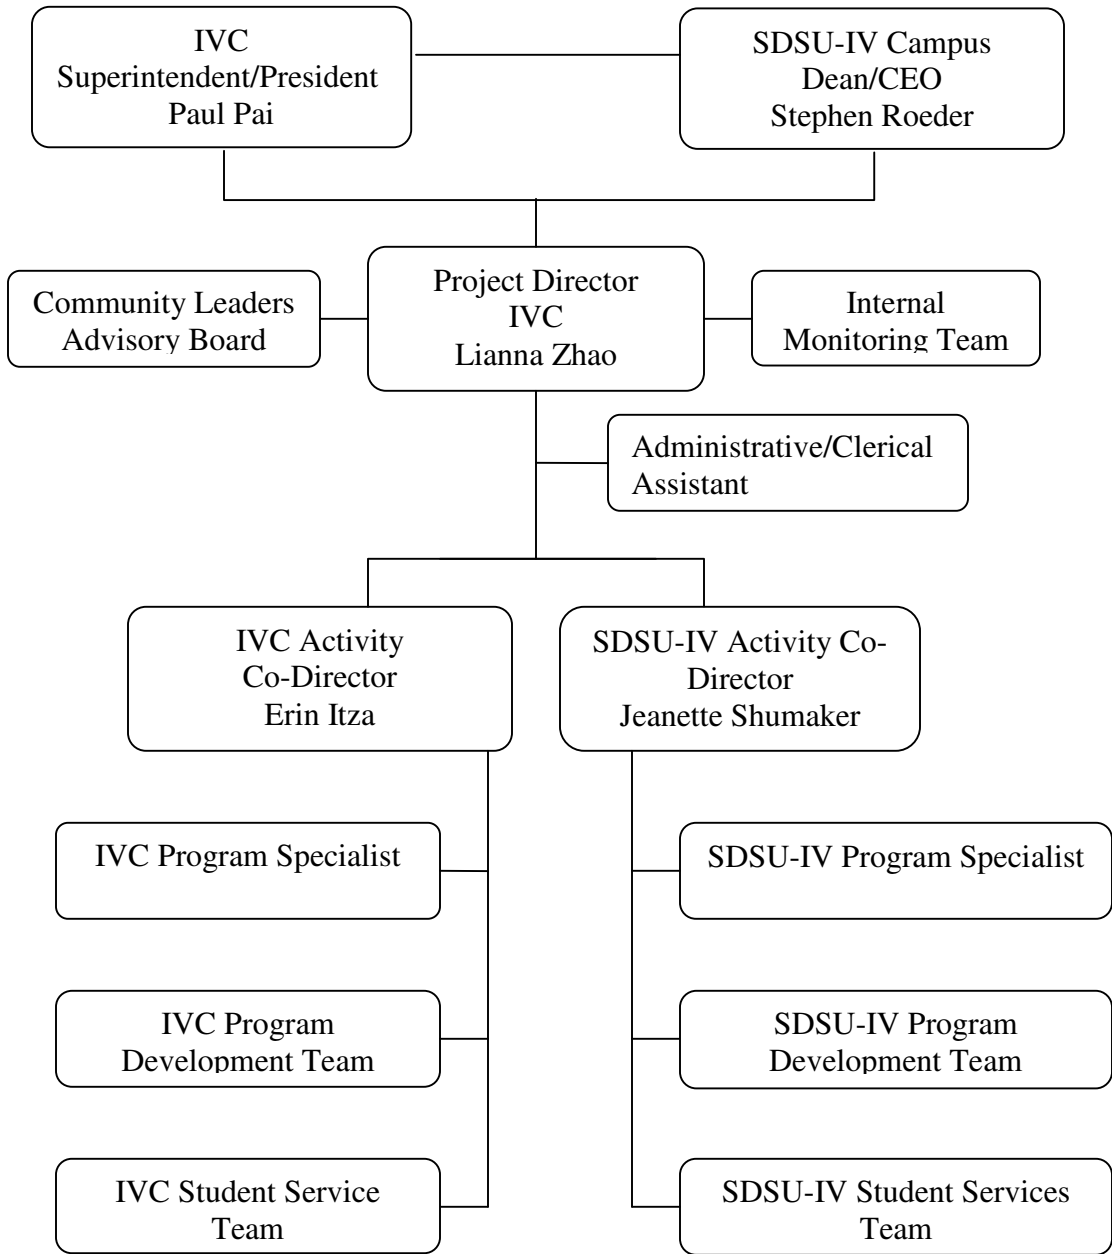 IVC
Superintendent/President
Paul Pai
SDSU-IV Campus
Dean/CEO
Stephen Roeder
Community Leaders
Advisory Board
Project Director
IVC
Lianna Zhao
Internal
Monitoring Team
Administrative/Clerical
Assistant
IVC Activity
Co-Director
Erin Itza
SDSU-IV Activity Co-
Director
Jeanette Shumaker
IVC Program Specialist
SDSU-IV Program Specialist
IVC Program
Development Team
SDSU-IV Program
Development Team
IVC Student Service
Team
SDSU-IV Student Services
Team